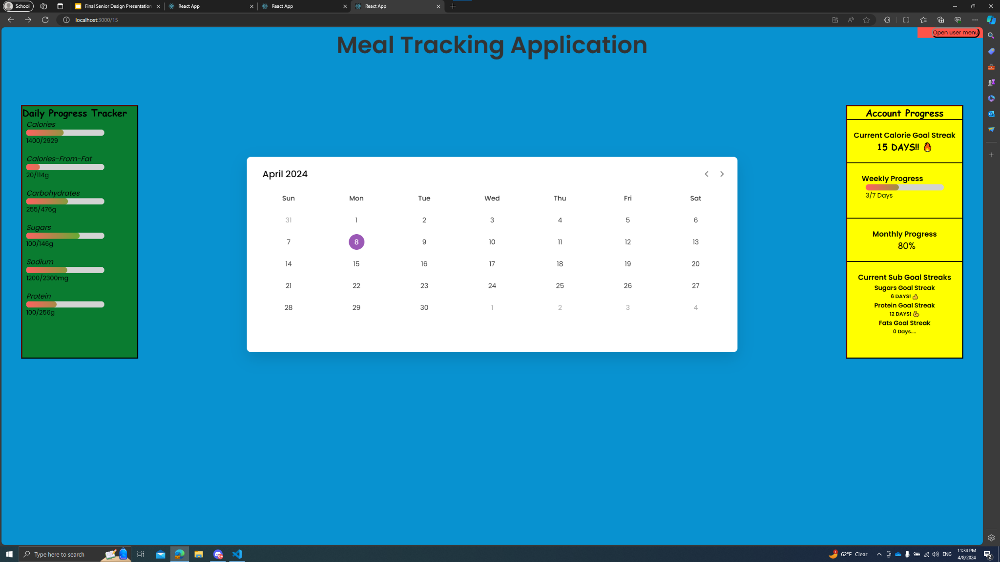 School
Final Senior Design Presentation
React App
React App
React App
localhost:3000/15
Open user menu
Meal Tracking Application
Daily Progress Tracker
Calories
1400/2929
Calories-From-Fat
20/114g
Carbohydrates
255/476g
Sugars
100/146g
Sodium
1200/2300mg
Protein
100/256g
April 2024
Sun Mon Tue Wed Thu Fri Sat
31 1 2 3 4 5 6
7 8 9 10 11 12 13
14 15 16 17 18 19 20
21 22 23 24 25 26 27
28 29 30 1 2 3 4
Account Progress
Current Calorie Goal Streak
15 DAYS!! 🔥
Weekly Progress
3/7 Days
Monthly Progress
80%
Current Sub Goal Streaks
Sugars Goal Streak
6 DAYS! 👍
Protein Goal Streak
12 DAYS! 💪
Fats Goal Streak
0 Days....
Type here to search
9+
1
62°F Clear
ENG
11:34 PM
4/8/2024
2